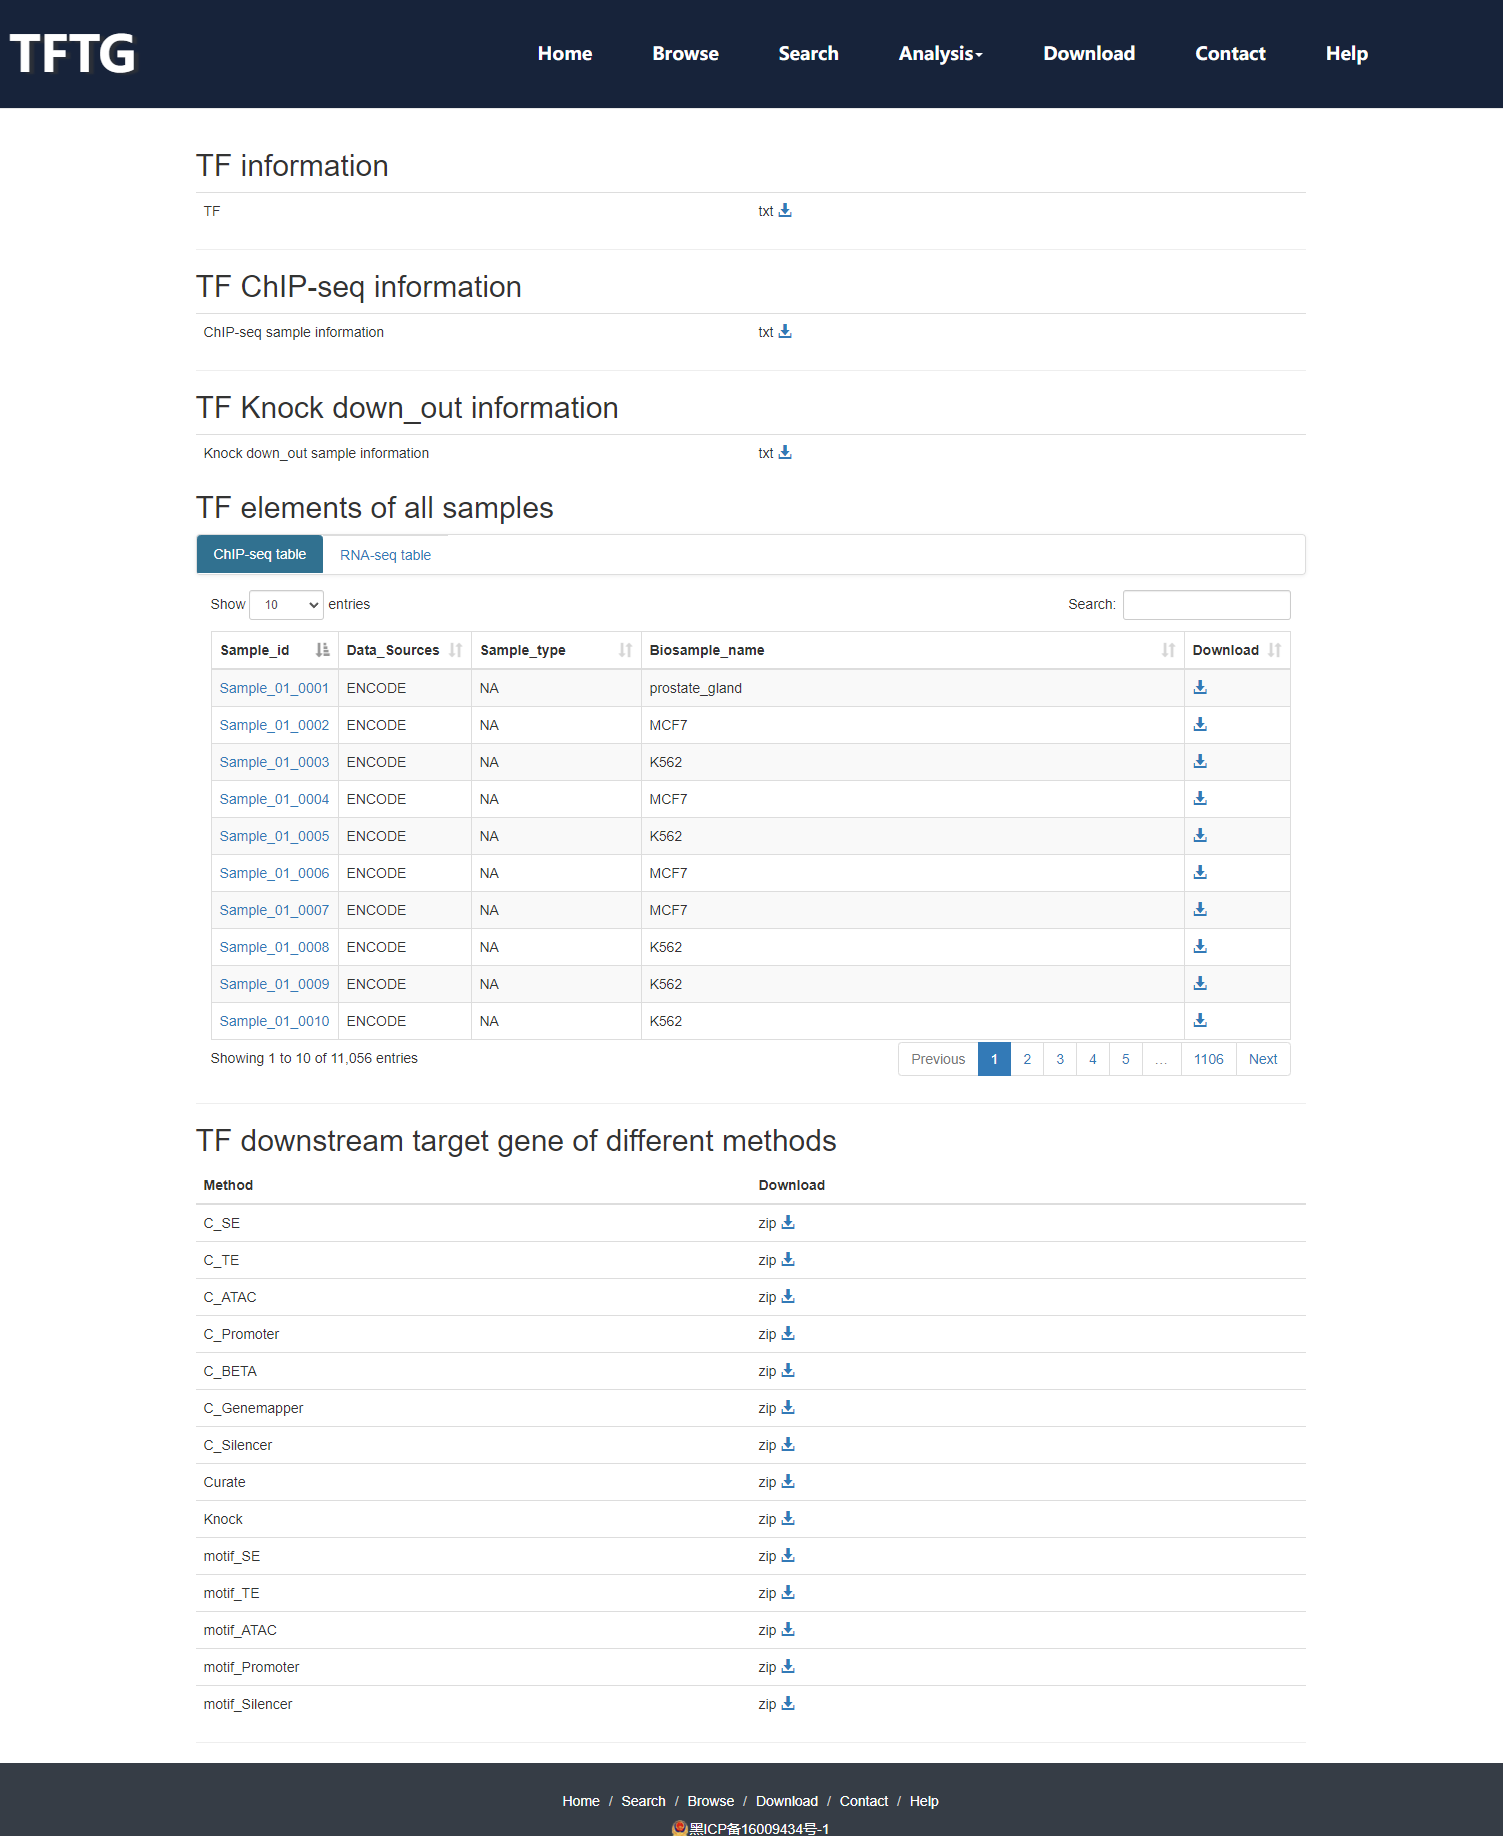 TFTG
Home Browse Search Analysis Download Contact Help
TF information
TF txt
TF ChIP-seq information
ChIP-seq sample information txt
TF Knock down_out information
Knock down_out sample information txt
TF elements of all samples
ChIP-seq table RNA-seq table
Show 10 entries Search:
Sample_id Data_Sources Sample_type Biosample_name Download
Sample_01_0001 ENCODE NA prostate_gland
Sample_01_0002 ENCODE NA MCF7
Sample_01_0003 ENCODE NA K562
Sample_01_0004 ENCODE NA MCF7
Sample_01_0005 ENCODE NA K562
Sample_01_0006 ENCODE NA MCF7
Sample_01_0007 ENCODE NA MCF7
Sample_01_0008 ENCODE NA K562
Sample_01_0009 ENCODE NA K562
Sample_01_0010 ENCODE NA K562
Showing 1 to 10 of 11,056 entries Previous 1 2 3 4 5 … 1106 Next
TF downstream target gene of different methods
Method Download
C_SE zip
C_TE zip
C_ATAC zip
C_Promoter zip
C_BETA zip
C_Genemapper zip
C_Silencer zip
Curate zip
Knock zip
motif_SE zip
motif_TE zip
motif_ATAC zip
motif_Promoter zip
motif_Silencer zip
Home / Search / Browse / Download / Contact / Help
黑ICP备16009434号-1